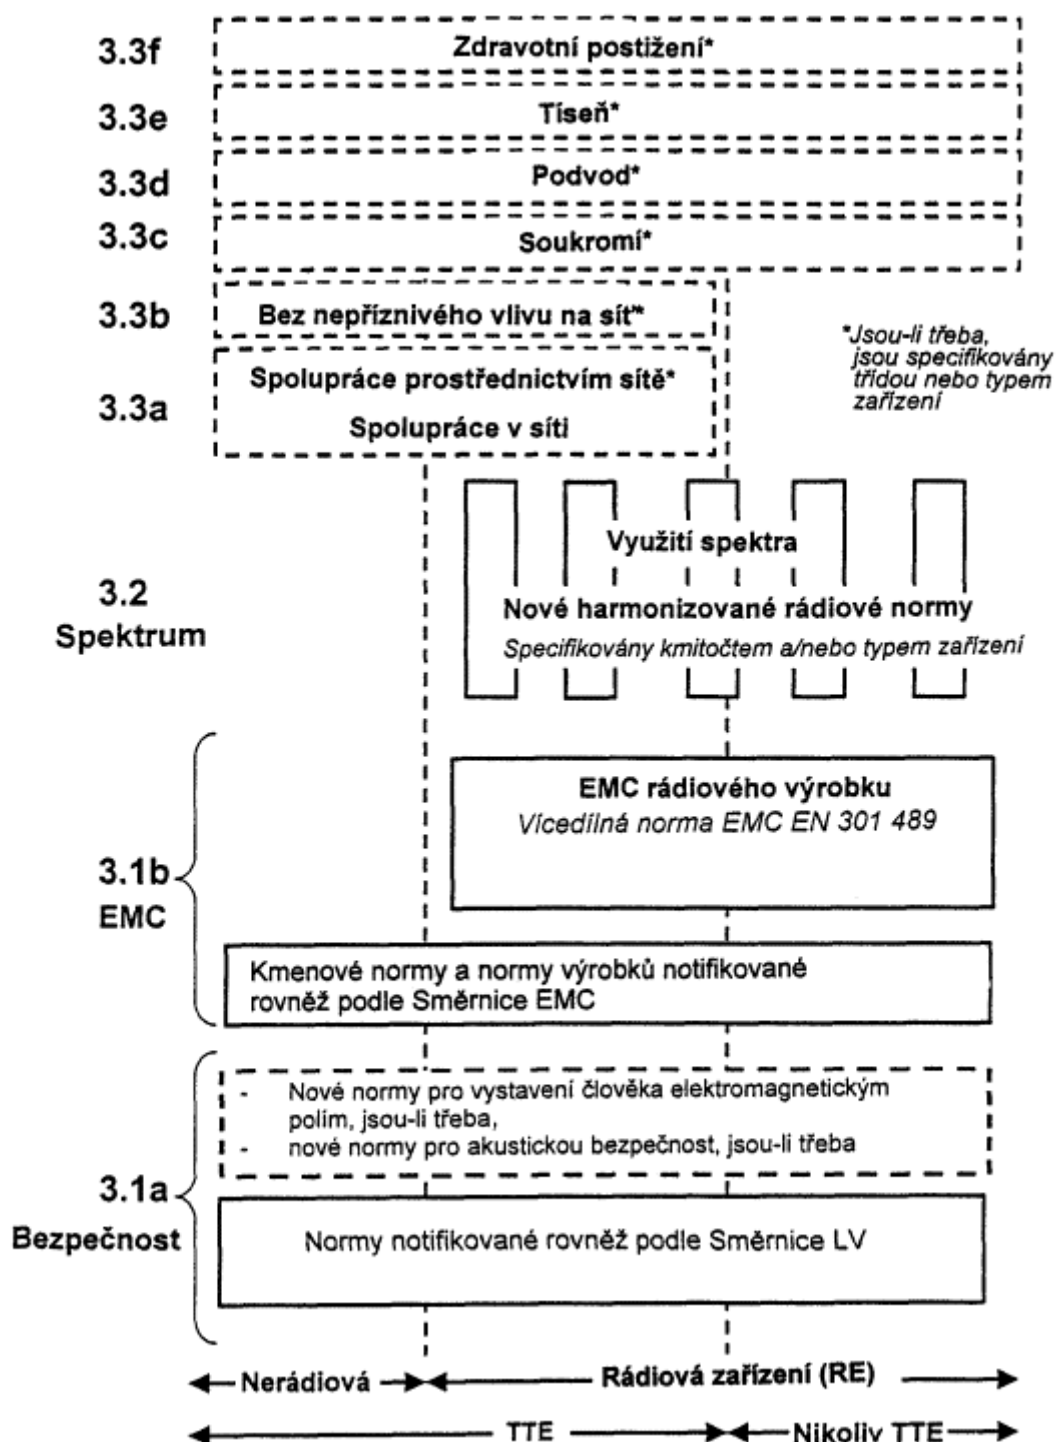 3.3f
Zdravotní postižení*
3.3e
Tíseň*
3.3d
Podvod*
3.3c
Soukromí*
3.3b
Bez nepříznivého vlivu na síť*
*Jsou-li třeba,
jsou specifikovány
třídou nebo typem
zařízení
3.3a
Spolupráce prostřednictvím sítě*
Spolupráce v síti
3.2
Spektrum
Využití spektra
Nové harmonizované rádiové normy
Specifikovány kmitočtem a/nebo typem zařízení
3.1b
EMC
EMC rádiového výrobku
Vícedílná norma EMC EN 301 489
Kmenové normy a normy výrobků notifikované
rovněž podle Směrnice EMC
3.1a
Bezpečnost
- Nové normy pro vystavení člověka elektromagnetickým
polím, jsou-li třeba,
- nové normy pro akustickou bezpečnost, jsou-li třeba
Normy notifikované rovněž podle Směrnice LV
Nerádiová
Rádiová zařízení (RE)
TTE
Nikoliv TTE